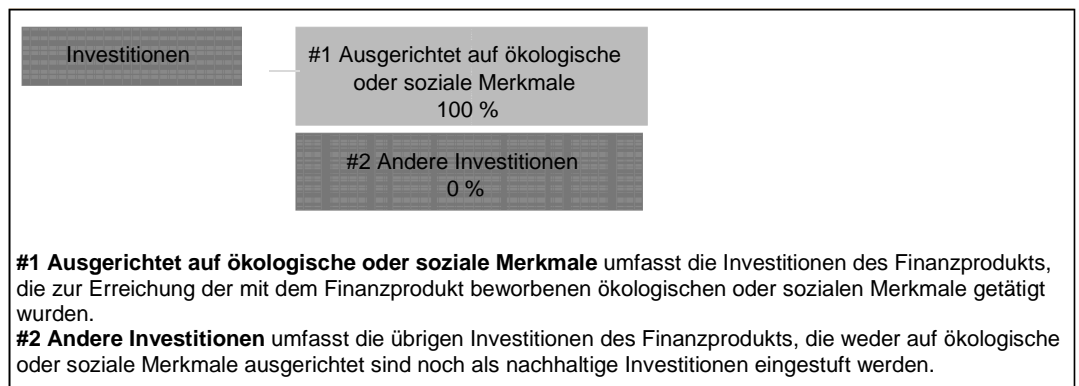 Investitionen
#1 Ausgerichtet auf ökologische
oder soziale Merkmale
100 %
#2 Andere Investitionen
0 %
#1 Ausgerichtet auf ökologische oder soziale Merkmale umfasst die Investitionen des Finanzprodukts,
die zur Erreichung der mit dem Finanzprodukt beworbenen ökologischen oder sozialen Merkmale getätigt
wurden.
#2 Andere Investitionen umfasst die übrigen Investitionen des Finanzprodukts, die weder auf ökologische
oder soziale Merkmale ausgerichtet sind noch als nachhaltige Investitionen eingestuft werden.